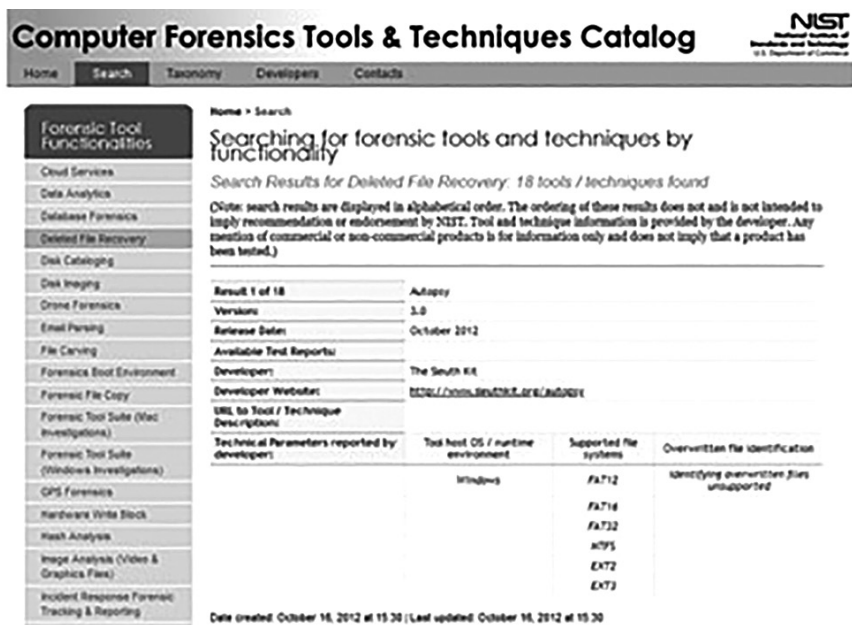 Computer Forensics Tools & Techniques Catalog
NIST
National Institute of
Standards and Technology
U.S. Department of Commerce
Home Search Taxonomy Developers Contacts
Forensic Tool
Functionalities
Cloud Services
Data Analytics
Database Forensics
Deleted File Recovery
Disk Cataloging
Disk Imaging
Drone Forensics
Email Parsing
File Carving
Forensics Boot Environment
Forensic File Copy
Forensic Tool Suite (Mac
Investigations)
Forensic Tool Suite
(Windows Investigations)
GPS Forensics
Hardware Write Block
Hash Analysis
Image Analysis (Video &
Graphics Files)
Incident Response Forensic
Tracking & Reporting
Home > Search
Searching for forensic tools and techniques by
functionality
Search Results for Deleted File Recovery: 18 tools / techniques found
(Note: search results are displayed in alphabetical order. The ordering of these results does not and is not intended to
imply recommendation or endorsement by NIST. Tool and technique information is provided by the developer. Any
mention of commercial or non-commercial products is for information only and does not imply that a product has
been tested.)
Result 1 of 18 Autopsy
Version: 3.0
Release Date: October 2012
Available Test Reports:
Developer: The Sleuth Kit
Developer Website: http://www.sleuthkit.org/autopsy
URL to Tool / Technique
Description:
Technical Parameters reported by
developer:
Tool host OS / runtime
environment
Supported file
systems
Overwritten file identification
Windows
FAT12
FAT16
FAT32
NTFS
EXT2
EXT3
Identifying overwritten files
unsupported
Date created: October 16, 2012 at 15:30 | Last updated: October 16, 2012 at 15:30